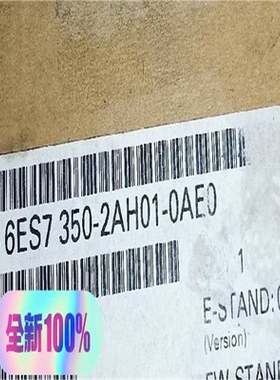 6ES7 350-2AH01-0AE0
1
E-STAND:
(Version)
FW-STAND
全新100%